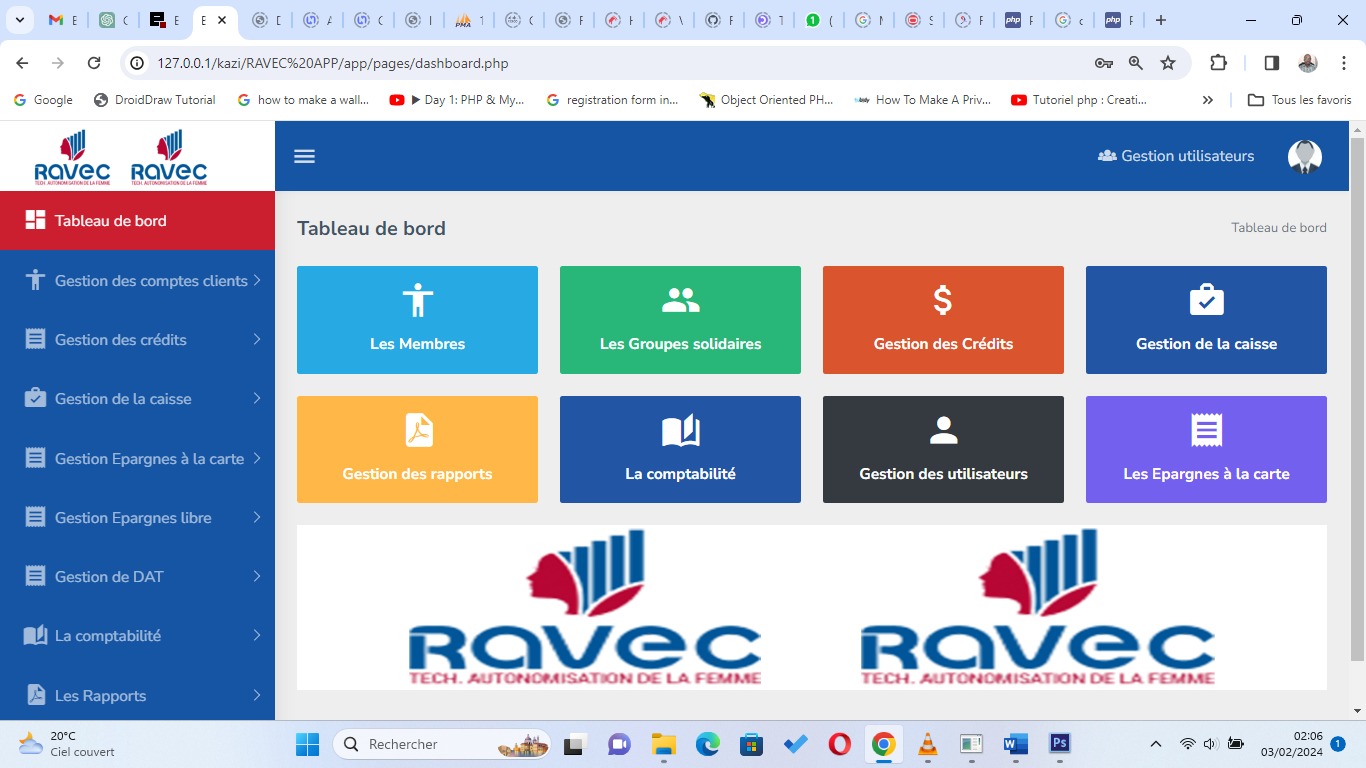 127.0.0.1/kazi/RAVEC%20APP/app/pages/dashboard.php
Google
DroidDraw Tutorial
how to make a wall...
▶ Day 1: PHP & My...
registration form in...
Object Oriented PH...
How To Make A Priv...
Tutoriel php : Creati...
Tous les favoris
RAVEC
TECH. AUTONOMISATION DE LA FEMME
RAVEC
TECH. AUTONOMISATION DE LA FEMME
Gestion utilisateurs
Tableau de bord
Gestion des comptes clients
Gestion des crédits
Gestion de la caisse
Gestion Epargnes à la carte
Gestion Epargnes libre
Gestion de DAT
La comptabilité
Les Rapports
Tableau de bord
Tableau de bord
Les Membres
Les Groupes solidaires
Gestion des Crédits
Gestion de la caisse
Gestion des rapports
La comptabilité
Gestion des utilisateurs
Les Epargnes à la carte
RAVEC
TECH. AUTONOMISATION DE LA FEMME
RAVEC
TECH. AUTONOMISATION DE LA FEMME
20°C
Ciel couvert
Rechercher
Ps
02:06
03/02/2024
1